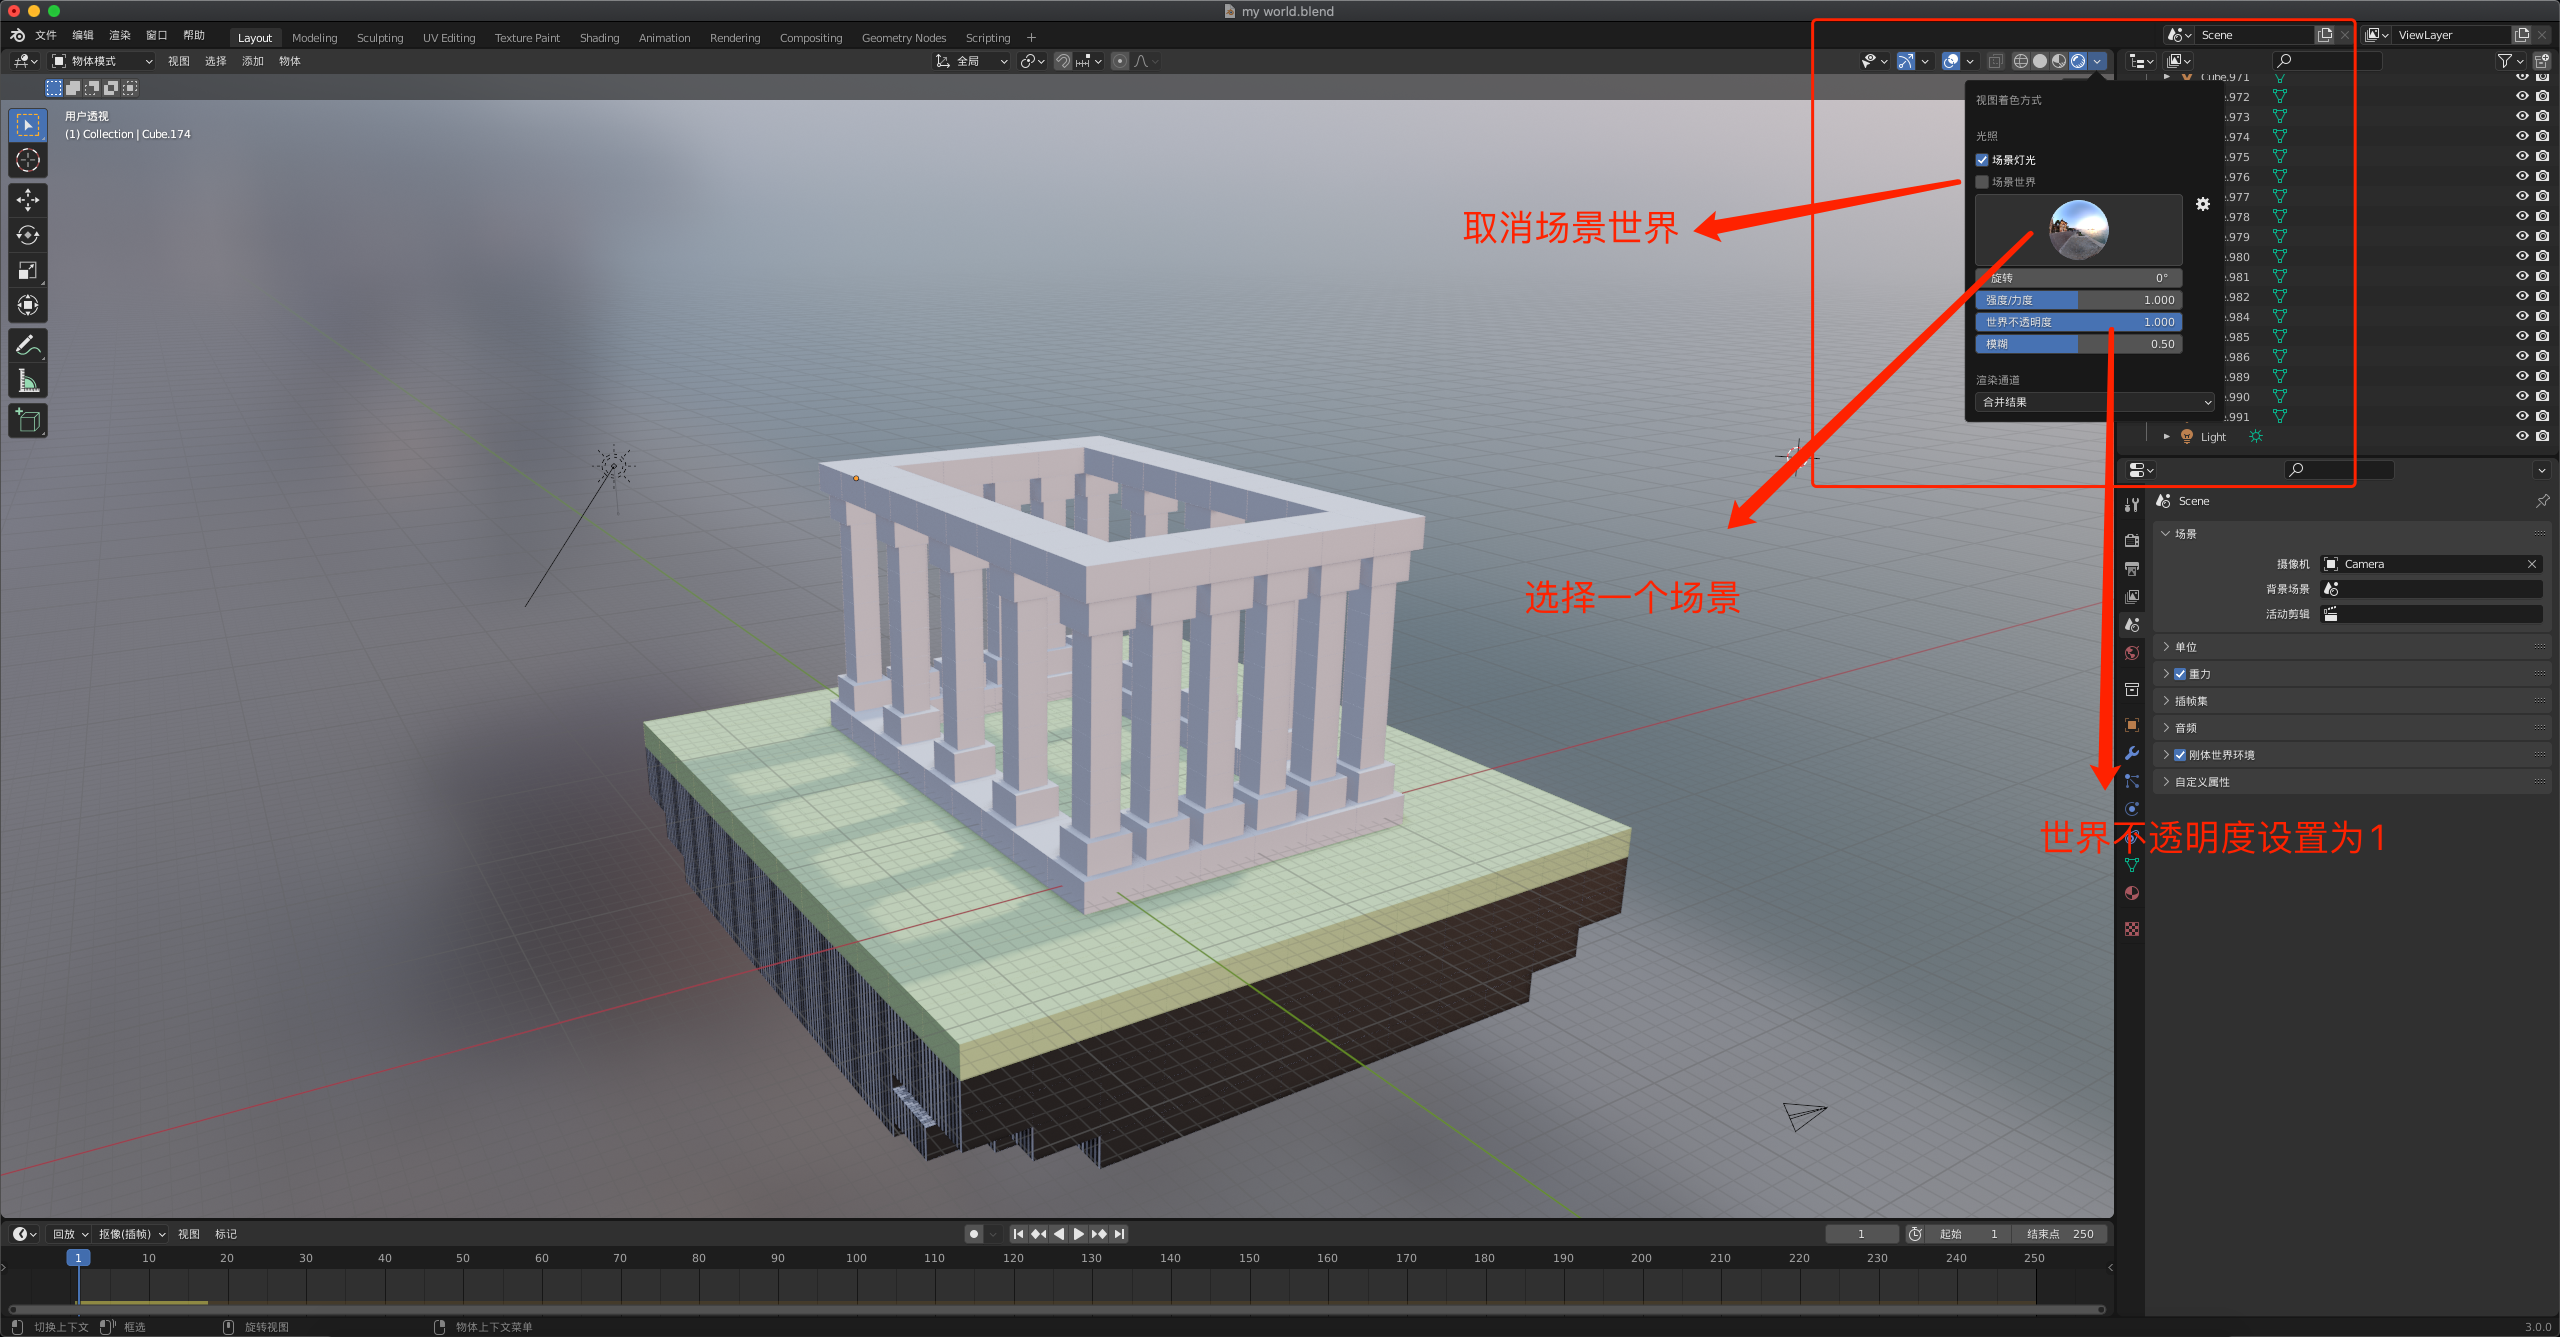 my world.blend
文件 编辑 渲染 窗口 帮助 Layout Modeling Sculpting UV Editing Texture Paint Shading Animation Rendering Compositing Geometry Nodes Scripting + Scene ViewLayer
物体模式 视图 选择 添加 物体 全局
用户透视
(1) Collection | Cube.174
视图着色方式
光照
场景灯光
场景世界
旋转 0°
强度/力度 1.000
世界不透明度 1.000
模糊 0.50
渲染通道
合并结果
取消场景世界
选择一个场景
世界不透明度设置为1
Cube.971
.972
.973
.974
.975
.976
.977
.978
.979
.980
.981
.982
.984
.985
.986
.989
.990
.991
Light
Scene
场景
摄像机 Camera
背景场景
活动剪辑
单位
重力
插帧集
音频
刚体世界环境
自定义属性
回放 抠像(插帧) 视图 标记 1 起始 1 结束点 250
1 10 20 30 40 50 60 70 80 90 100 110 120 130 140 150 160 170 180 190 200 210 220 230 240 250
切换上下文 框选 旋转视图 物体上下文菜单 3.0.0